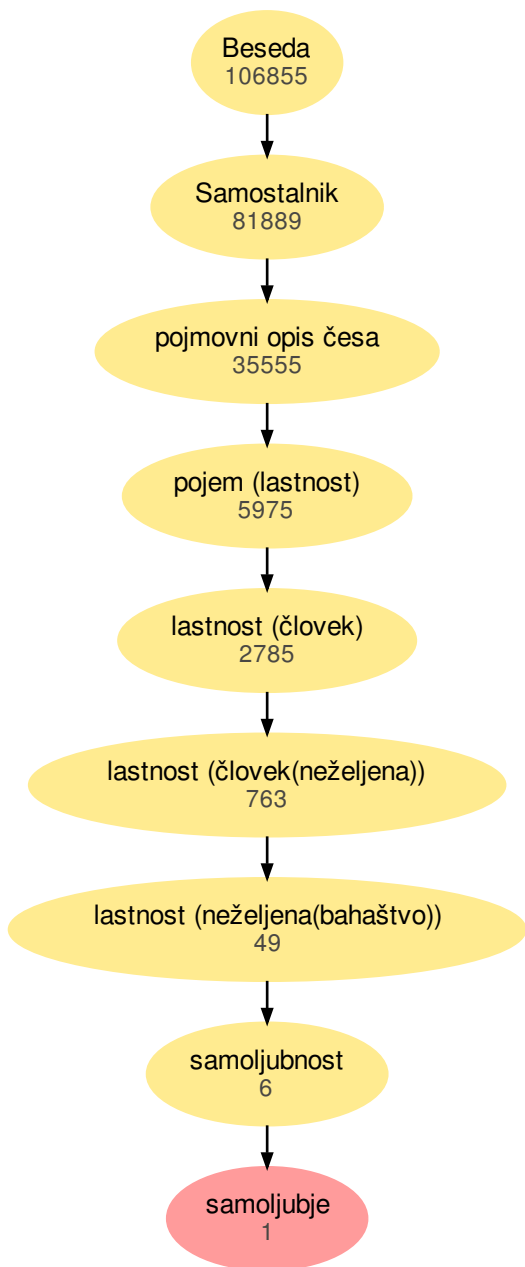 Beseda
106855
Samostalnik
81889
pojmovni opis česa
35555
pojem (lastnost)
5975
lastnost (človek)
2785
lastnost (človek(neželjena))
763
lastnost (neželjena(bahaštvo))
49
samoljubnost
6
samoljubje
1